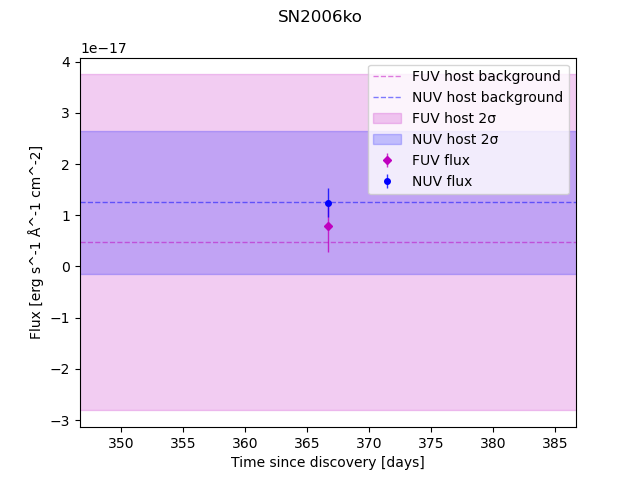 SN2006ko
1e−17
FUV host background
NUV host background
FUV host 2σ
NUV host 2σ
FUV flux
NUV flux
4
3
2
1
0
−1
−2
−3
Flux [erg s^-1 Å^-1 cm^-2]
350
355
360
365
370
375
380
385
Time since discovery [days]